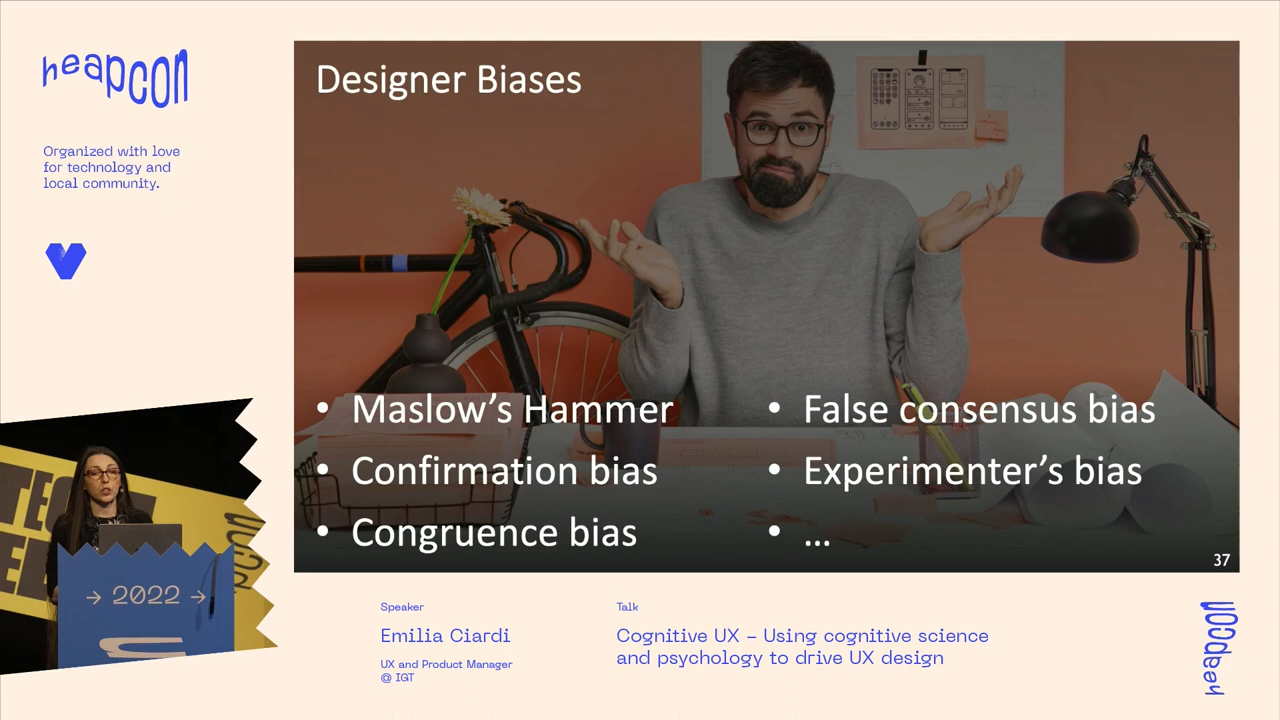 heapcon
Organized with love
for technology and
local community.
Designer Biases
• Maslow’s Hammer
• Confirmation bias
• Congruence bias
• False consensus bias
• Experimenter’s bias
• ...
37
→ 2022 →
Speaker
Emilia Ciardi
UX and Product Manager
@ IGT
Talk
Cognitive UX – Using cognitive science
and psychology to drive UX design
heapcon